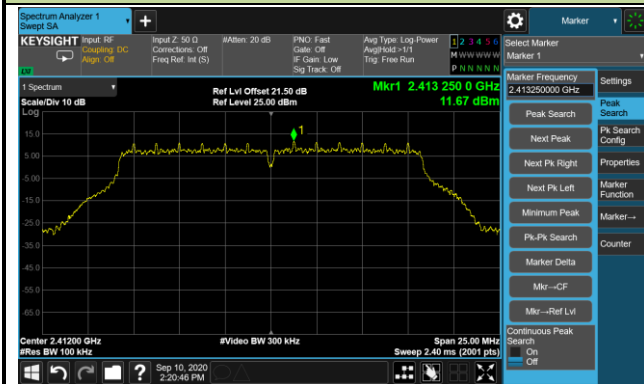 Spectrum Analyzer 1
Swept SA
+
Marker
KEYSIGHT
Input: RF
Coupling: DC
Align: Off
Input Z: 50 Ω
Corrections: Off
Freq Ref: Int (S)
#Atten: 20 dB
PNO: Fast
Gate: Off
IF Gain: Low
Sig Track: Off
Avg Type: Log-Power
Avg|Hold:>1/1
Trig: Free Run
1 2 3 4 5 6
M W W W W W
P N N N N N
LXI
Select Marker
Marker 1
1 Spectrum
Scale/Div 10 dB
Log
Ref Lvl Offset 21.50 dB
Ref Level 25.00 dBm
Mkr1 2.413 250 0 GHz
11.67 dBm
15.0
5.00
-5.00
-15.0
-25.0
-35.0
-45.0
-55.0
-65.0
1
Center 2.41200 GHz
#Res BW 100 kHz
#Video BW 300 kHz
Span 25.00 MHz
Sweep 2.40 ms (2001 pts)
Marker Frequency
2.413250000 GHz
Peak Search
Next Peak
Next Pk Right
Next Pk Left
Minimum Peak
Pk-Pk Search
Marker Delta
Mkr→CF
Mkr→Ref Lvl
Continuous Peak
Search
On
Off
Settings
Peak
Search
Pk Search
Config
Properties
Marker
Function
Marker→
Counter
?
Sep 10, 2020
2:20:46 PM